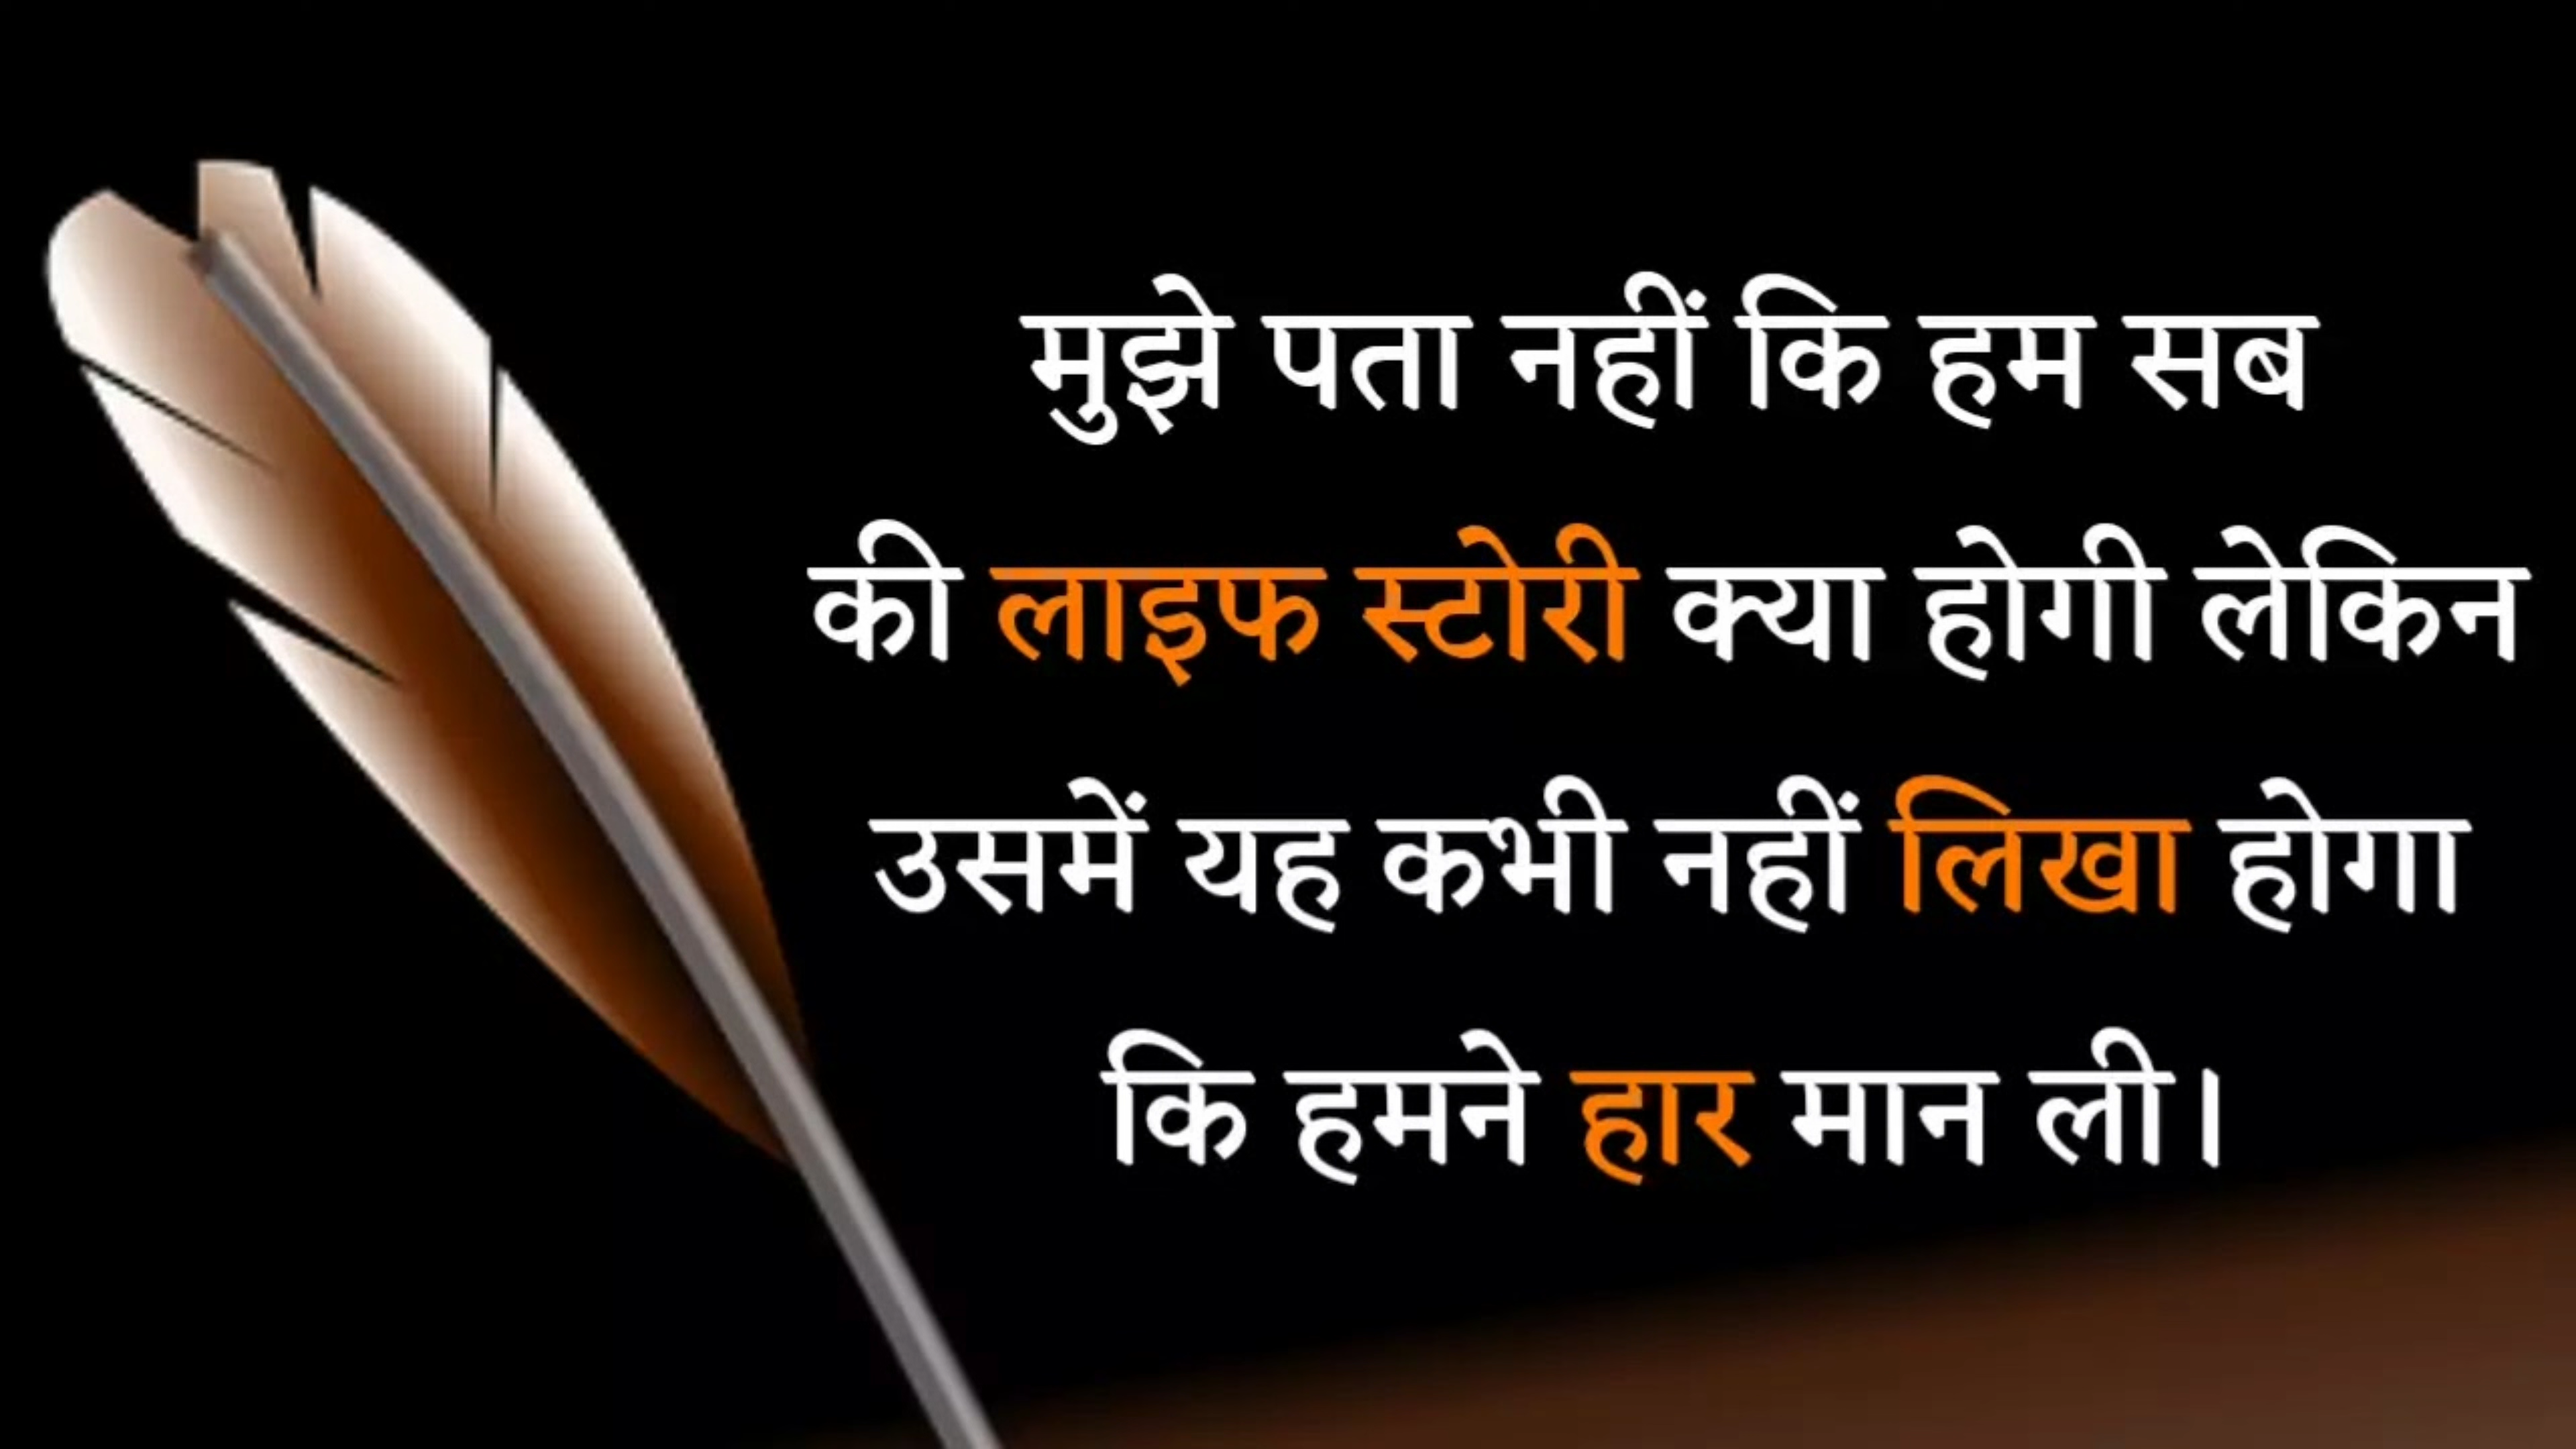 मुझे पता नहीं कि हम सब
की लाइफ स्टोरी क्या होगी लेकिन
उसमें यह कभी नहीं लिखा होगा
कि हमने हार मान ली।